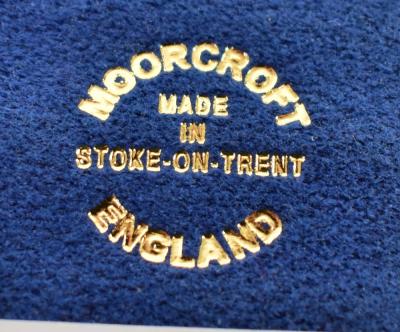 MOORCROFT
MADE
IN
STOKE-ON-TRENT
ENGLAND